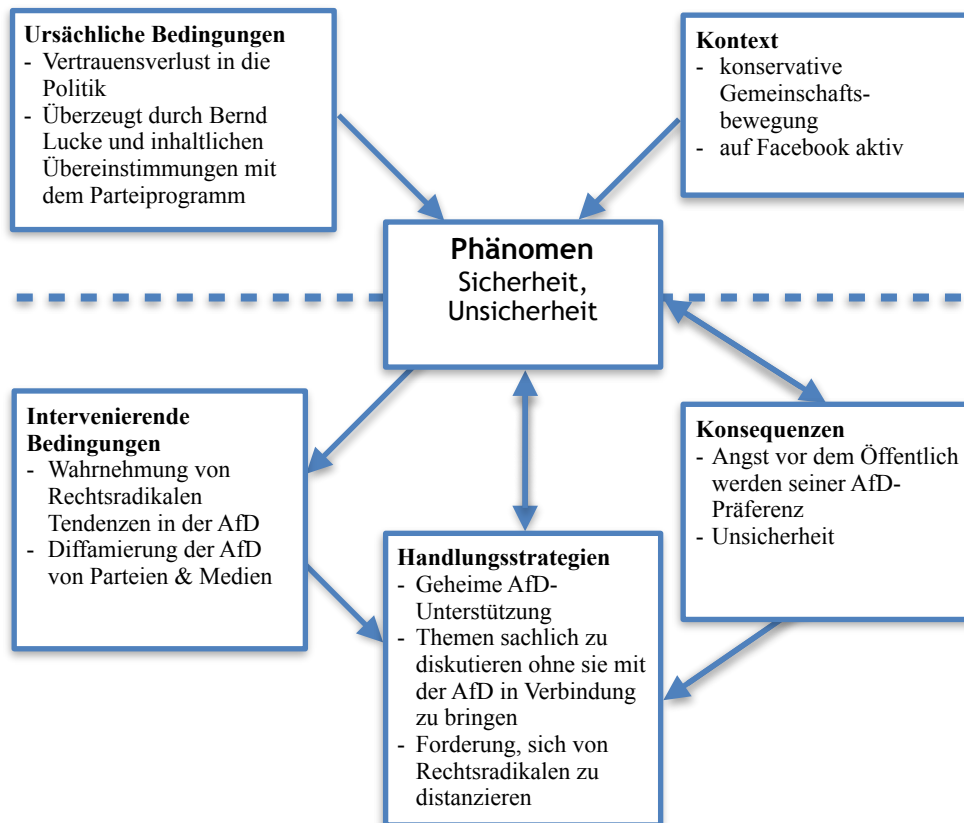 Ursächliche Bedingungen
- Vertrauensverlust in die
Politik
- Überzeugt durch Bernd
Lucke und inhaltlichen
Übereinstimmungen mit
dem Parteiprogramm
Kontext
- konservative
Gemeinschafts-
bewegung
- auf Facebook aktiv
Phänomen
Sicherheit,
Unsicherheit
Intervenierende
Bedingungen
- Wahrnehmung von
Rechtsradikalen
Tendenzen in der AfD
- Diffamierung der AfD
von Parteien & Medien
Konsequenzen
- Angst vor dem Öffentlich
werden seiner AfD-
Präferenz
- Unsicherheit
Handlungsstrategien
- Geheime AfD-
Unterstützung
- Themen sachlich zu
diskutieren ohne sie mit
der AfD in Verbindung
zu bringen
- Forderung, sich von
Rechtsradikalen zu
distanzieren